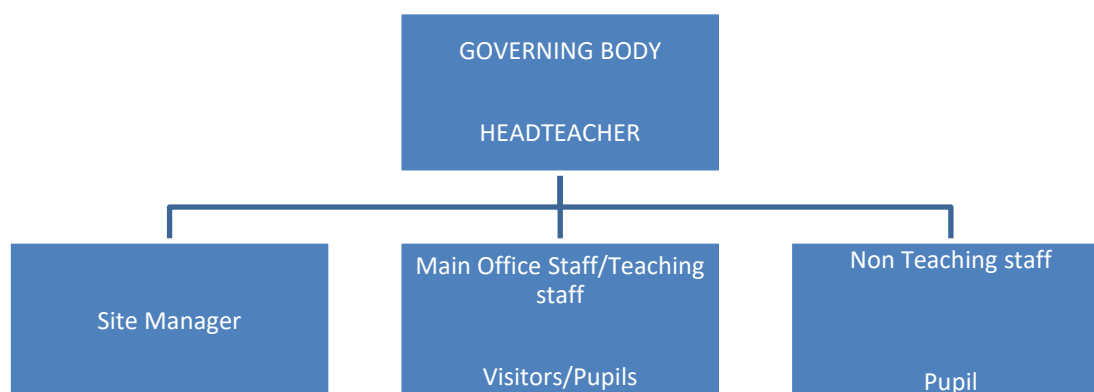 GOVERNING BODY
HEADTEACHER
Site Manager
Main Office Staff/Teaching
staff
Visitors/Pupils
Non Teaching staff
Pupil